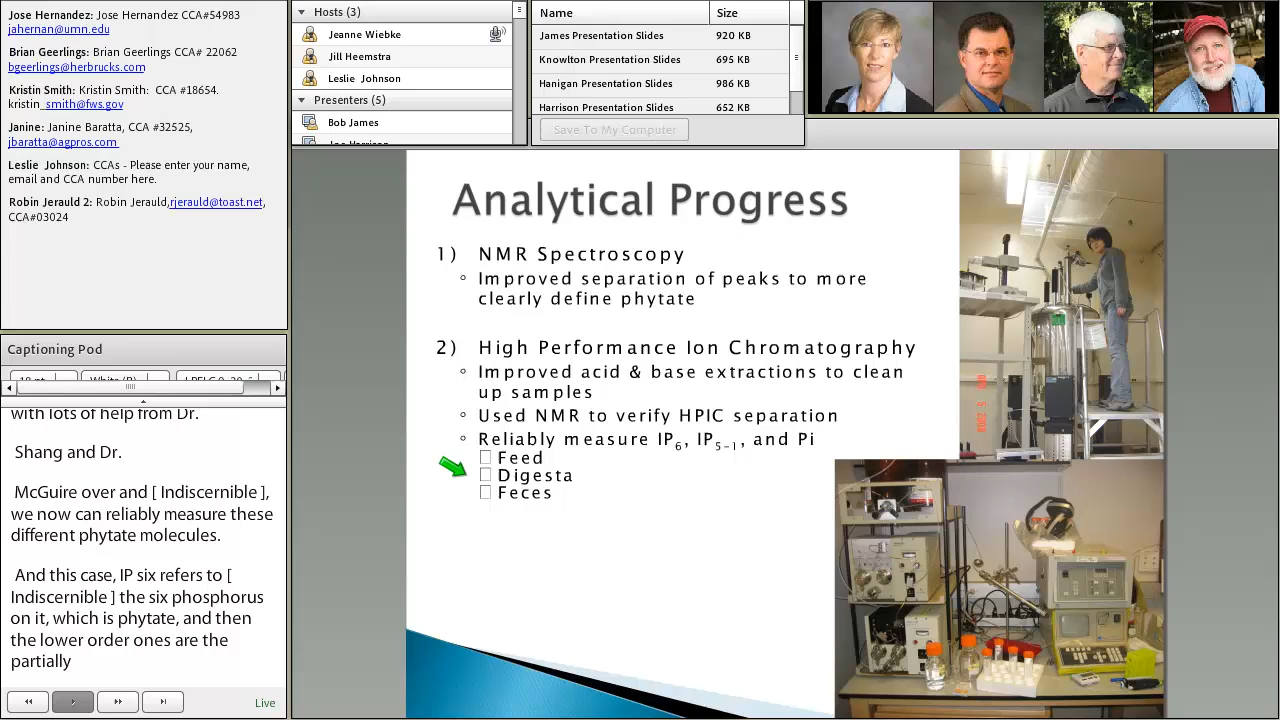 Jose Hernandez: Jose Hernandez CCA#54983
jahernan@umn.edu
Brian Geerlings: Brian Geerlings CCA# 22062
bgeerlings@herbrucks.com
Kristin Smith: Kristin Smith: CCA #18654.
kristin_smith@fws.gov
Janine: Janine Baratta, CCA #32525,
jbaratta@agpros.com
Leslie Johnson: CCAs - Please enter your name,
email and CCA number here.
Robin Jerauld 2: Robin Jerauld,rjerauld@toast.net,
CCA#03024
Captioning Pod
with lots of help from Dr.
Shang and Dr.
McGuire over and [ Indiscernible ],
we now can reliably measure these
different phytate molecules.
And this case, IP six refers to [
Indiscernible ] the six phosphorus
on it, which is phytate, and then
the lower order ones are the
partially
Live
Hosts (3)
Jeanne Wiebke
Jill Heemstra
Leslie Johnson
Presenters (5)
Bob James
Name Size
James Presentation Slides 920 KB
Knowlton Presentation Slides 695 KB
Hanigan Presentation Slides 986 KB
Harrison Presentation Slides 652 KB
Save To My Computer
Analytical Progress
1) NMR Spectroscopy
◦ Improved separation of peaks to more
clearly define phytate
2) High Performance Ion Chromatography
◦ Improved acid & base extractions to clean
up samples
◦ Used NMR to verify HPIC separation
◦ Reliably measure IP6, IP5-1, and Pi
Feed
Digesta
Feces